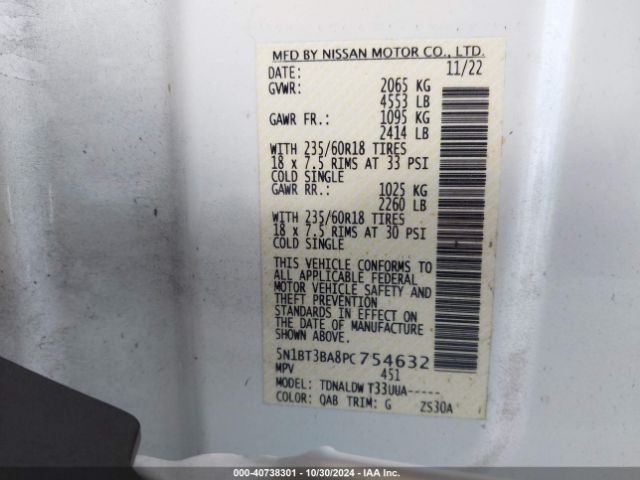 MFD BY NISSAN MOTOR CO., LTD.
DATE: 11/22
GVWR: 2065 KG
4553 LB
GAWR FR.: 1095 KG
2414 LB
WITH 235/60R18 TIRES
18 x 7.5 RIMS AT 33 PSI
COLD SINGLE
GAWR RR.: 1025 KG
2260 LB
WITH 235/60R18 TIRES
18 x 7.5 RIMS AT 30 PSI
COLD SINGLE
THIS VEHICLE CONFORMS TO
ALL APPLICABLE FEDERAL
MOTOR VEHICLE SAFETY AND
THEFT PREVENTION
STANDARDS IN EFFECT ON
THE DATE OF MANUFACTURE
SHOWN ABOVE.
5N1BT3BA8PC754632
MPV 451
MODEL: TDNALDW T33UUA-----
COLOR: QAB TRIM: G ZS30A
000-40738301 - 10/30/2024 - IAA Inc.